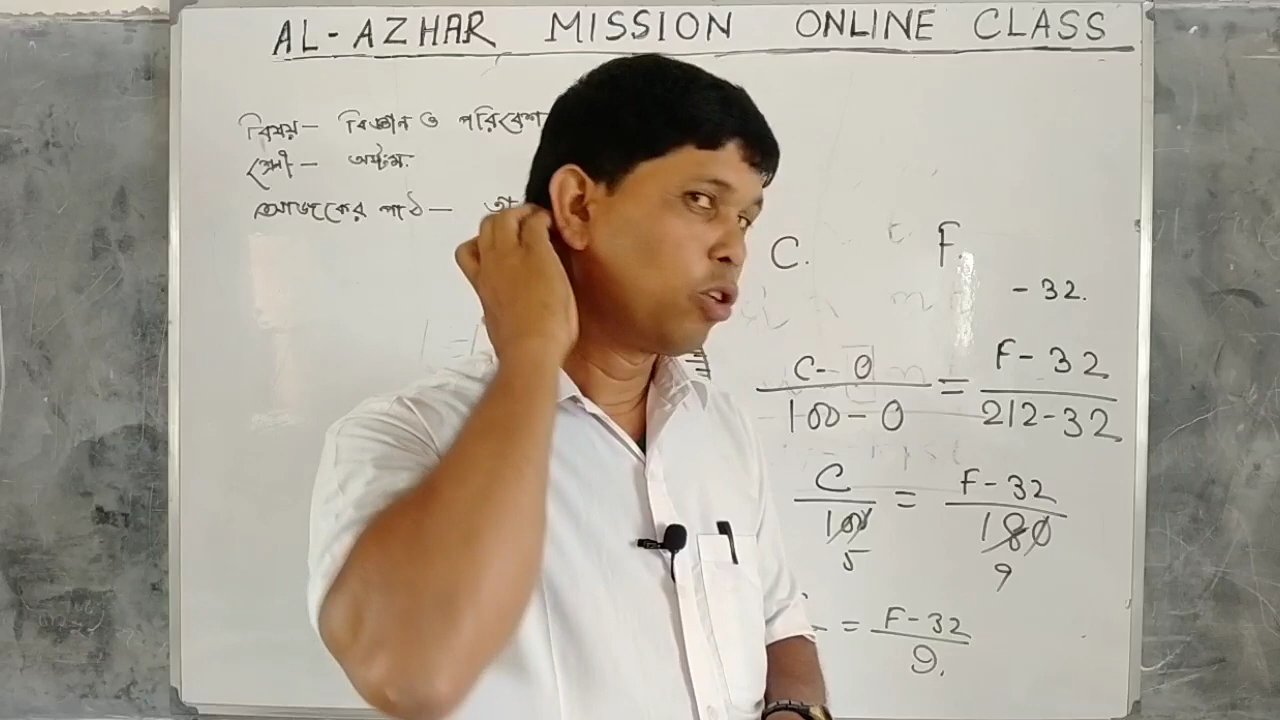 AL-AZHAR MISSION ONLINE CLASS
বিষয় - বিজ্ঞান ও পরিবেশ
শ্রেণী - অষ্টম
আজকের পাঠ -
C. F.
- 32.
C - 0 / 100 - 0 = F - 32 / 212 - 32
C / 100 = F - 32 / 180
5 9
= F - 32 / 9.